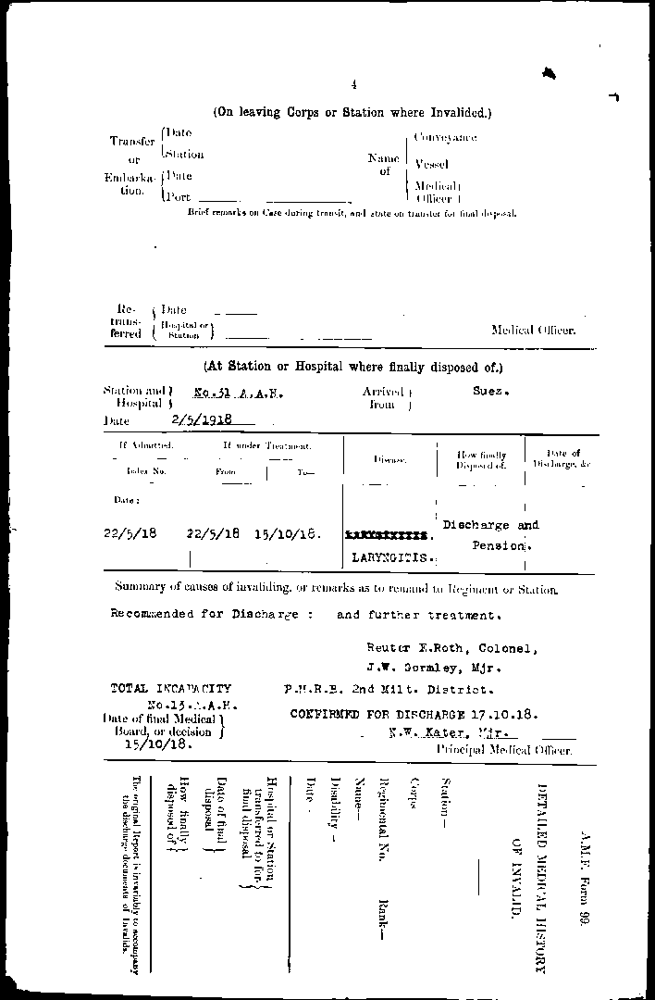 4
(On leaving Corps or Station where Invalided.)
Transfer or Embarkation.
Date
Station
Date
Port
Name of
Conveyance
Vessel
Medical Officer
Brief remarks on Case during transit, and state on transfer for final disposal.
Re-transferred
Date
Hospital or Station
Medical Officer.
(At Station or Hospital where finally disposed of.)
Station and Hospital No.31 A.A.H. Arrived from Suez.
Date 2/5/1918
If Admitted. If under Treatment. Disease. How finally Disposed of. Date of Discharge, &c
Index No. From To—
Date:
22/5/18 22/5/18 15/10/18. Discharge and
Pension.
LARYNGITIS.
Summary of causes of invaliding, or remarks as to remand to Regiment or Station.
Recommended for Discharge : and further treatment.
Reuter E.Roth, Colonel,
J.W. Gormley, Mjr.
TOTAL INCAPACITY P.M.R.B. 2nd Milt. District.
No.13.A.A.H.
Date of final Medical Board, or decision
15/10/18.
CONFIRMED FOR DISCHARGE 17.10.18.
N.W. Kater, Mjr.
Principal Medical Officer.
A.M.F. Form 99.
DETAILED MEDICAL HISTORY
OF INVALID.
Station—
Corps
Regimental No. Rank—
Name—
Disability—
Date
Hospital or Station transferred to for final disposal
Date of final disposal
How finally disposed of
The original Report is invariably to accompany
the discharge documents of Invalids.